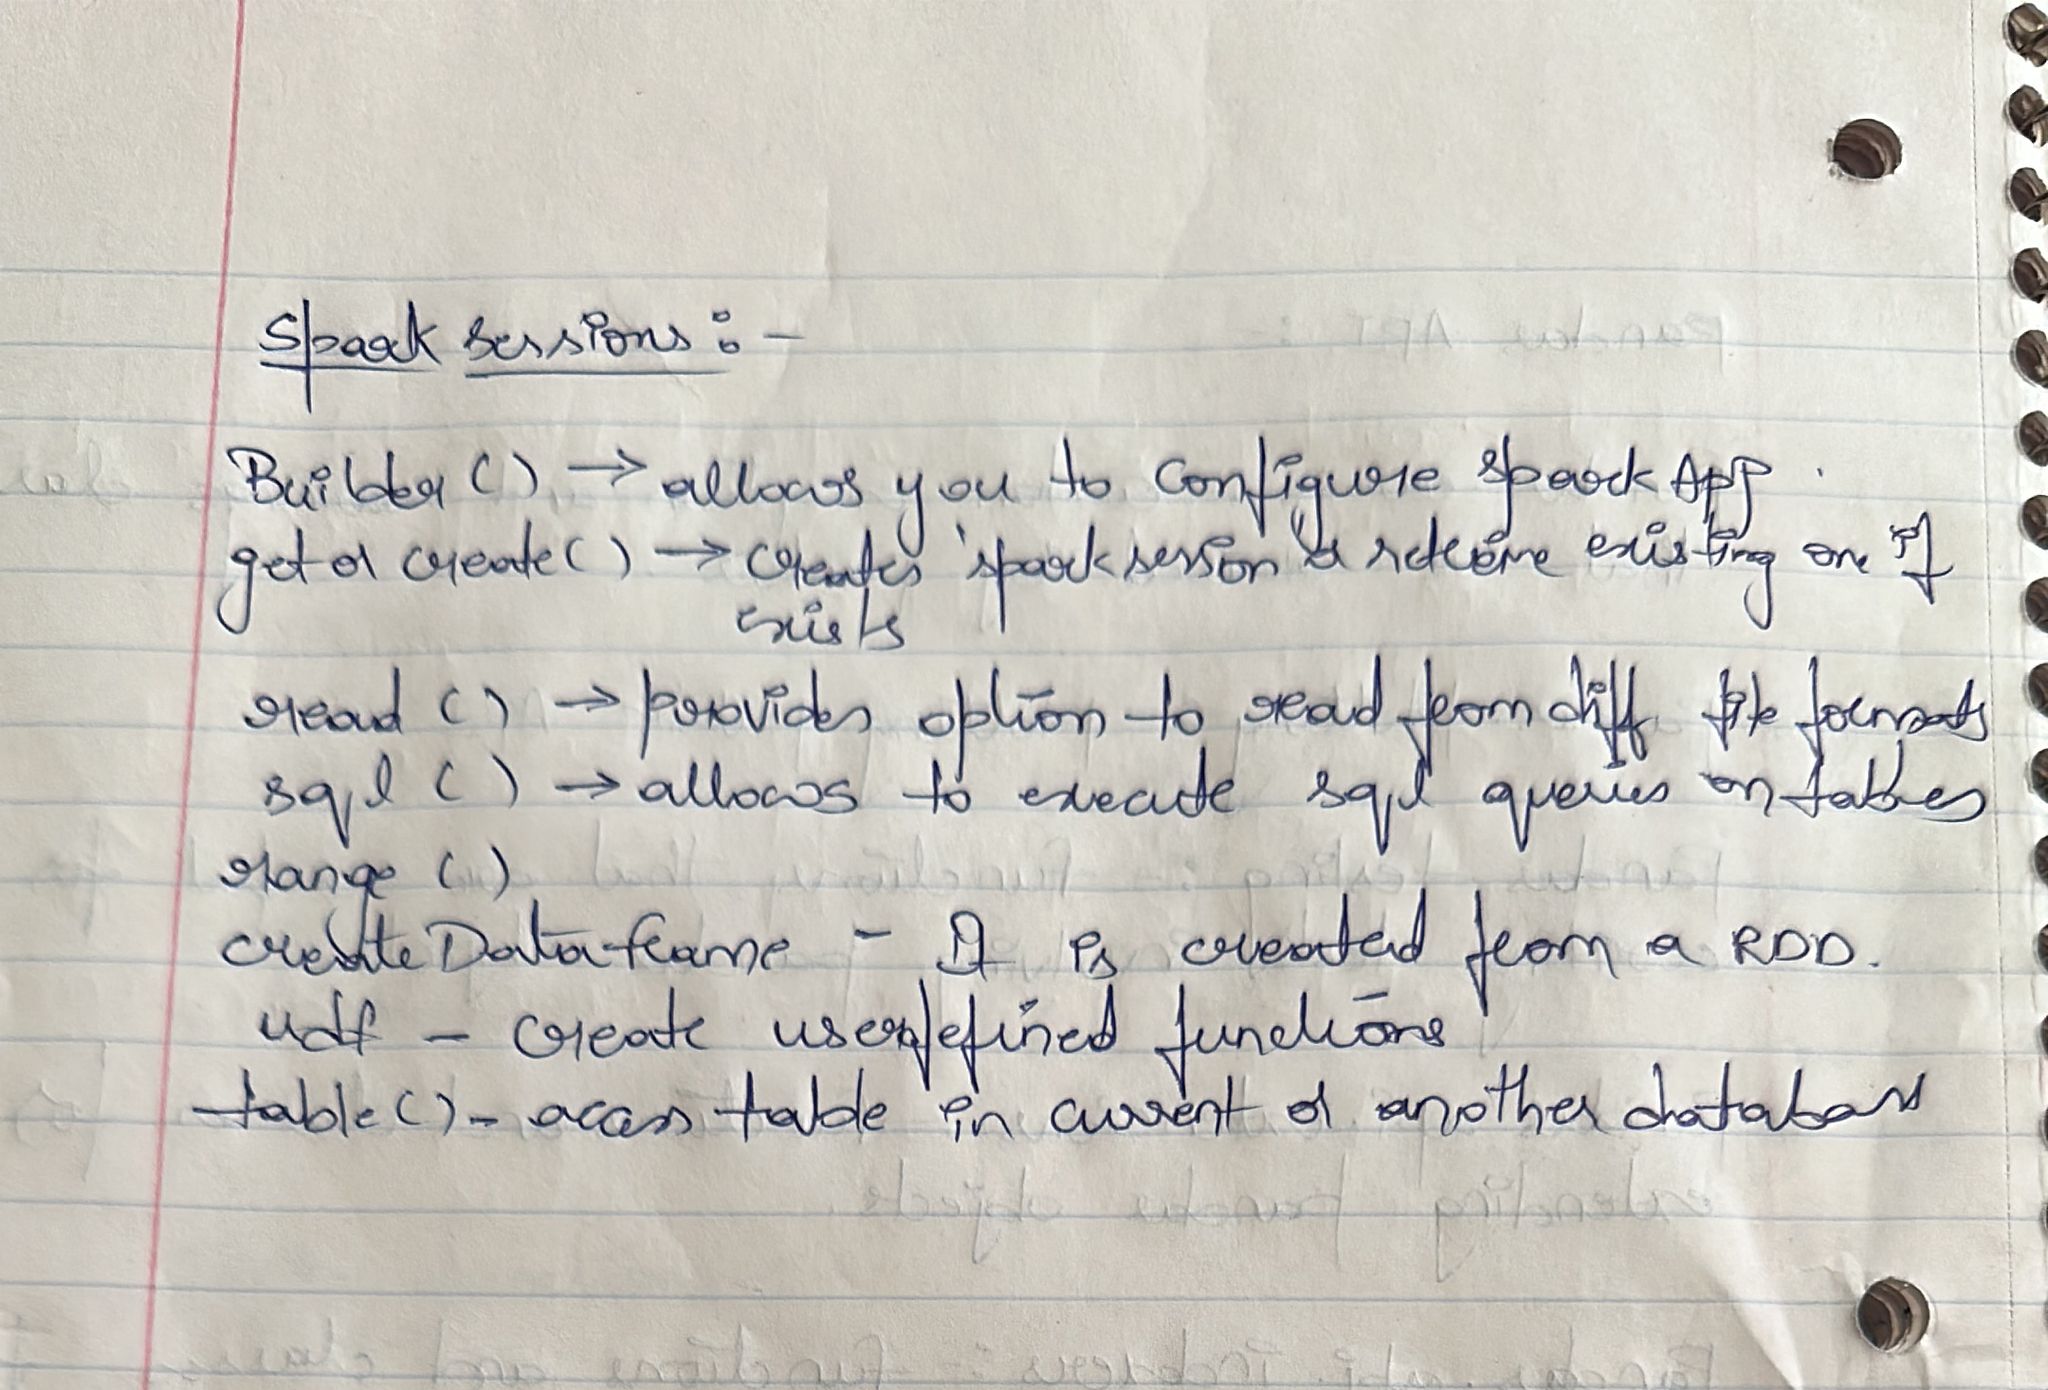 Spark sessions :-
Builder () → allows you to configure spark App.
get or create () → creates spark session or retrieve existing one if
exists
read () → provides option to read from diff file formats
sql () → allows to execute sql queries on tables
range ()
createDataframe - It is created from a RDD.
udf - create userdefined functions
table () - access table in current or another database